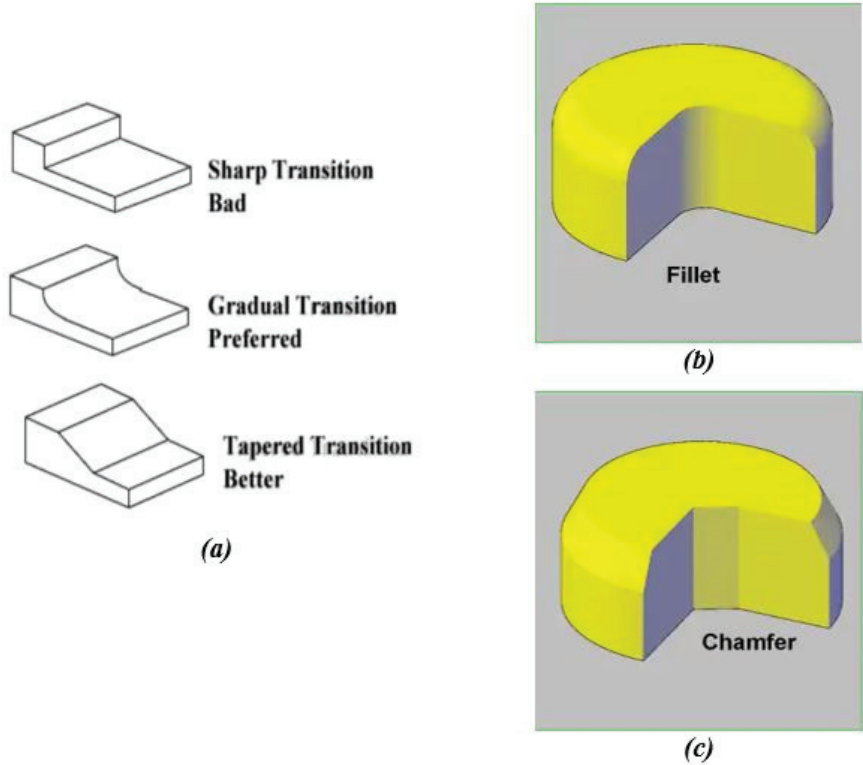 Sharp Transition
Bad
Gradual Transition
Preferred
Tapered Transition
Better
(a)
Fillet
(b)
Chamfer
(c)